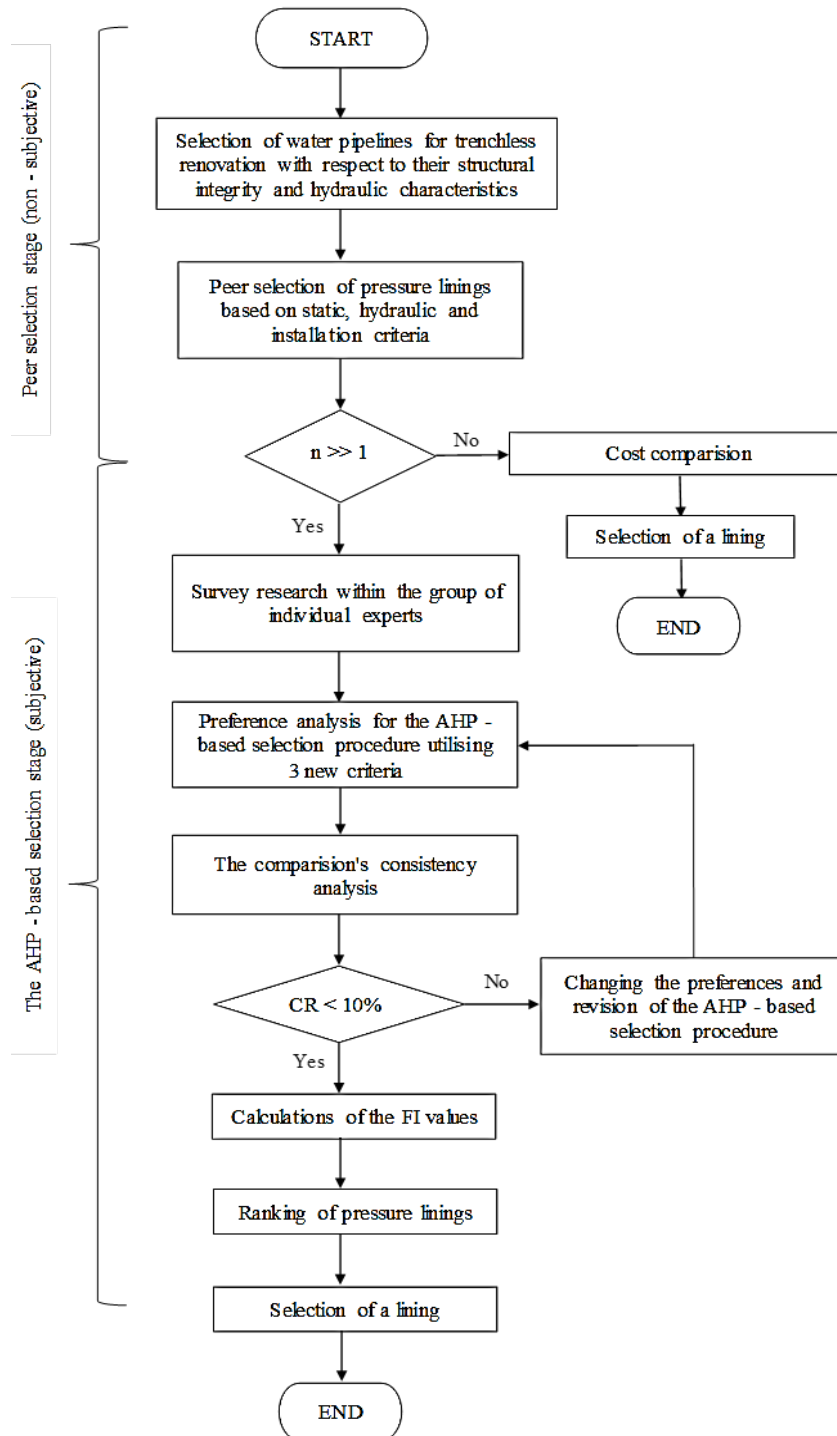 START
Peer selection stage (non - subjective)
Selection of water pipelines for trenchless
renovation with respect to their structural
integrity and hydraulic characteristics
Peer selection of pressure linings
based on static, hydraulic and
installation criteria
n >> 1
No
Cost comparision
Yes
Selection of a lining
END
The AHP - based selection stage (subjective)
Survey research within the group of
individual experts
Preference analysis for the AHP -
based selection procedure utilising
3 new criteria
The comparision's consistency
analysis
CR < 10%
No
Changing the preferences and
revision of the AHP - based
selection procedure
Yes
Calculations of the FI values
Ranking of pressure linings
Selection of a lining
END